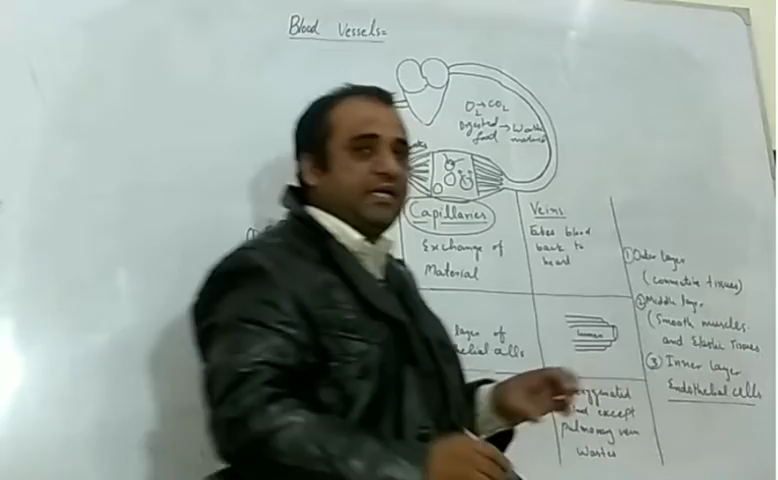 Blood Vessels=
O2 → CO2
Digested → Waste
food material
Capillaries
Veins
Exchange of
Material
takes blood
back to
heart
① Outer layer
(connective tissues)
② Middle layer
(Smooth muscles
and Elastic Tissues
③ Inner layer
Endothelial cells
layer of
cells
lumen
except
pulmonary vein
Wastes